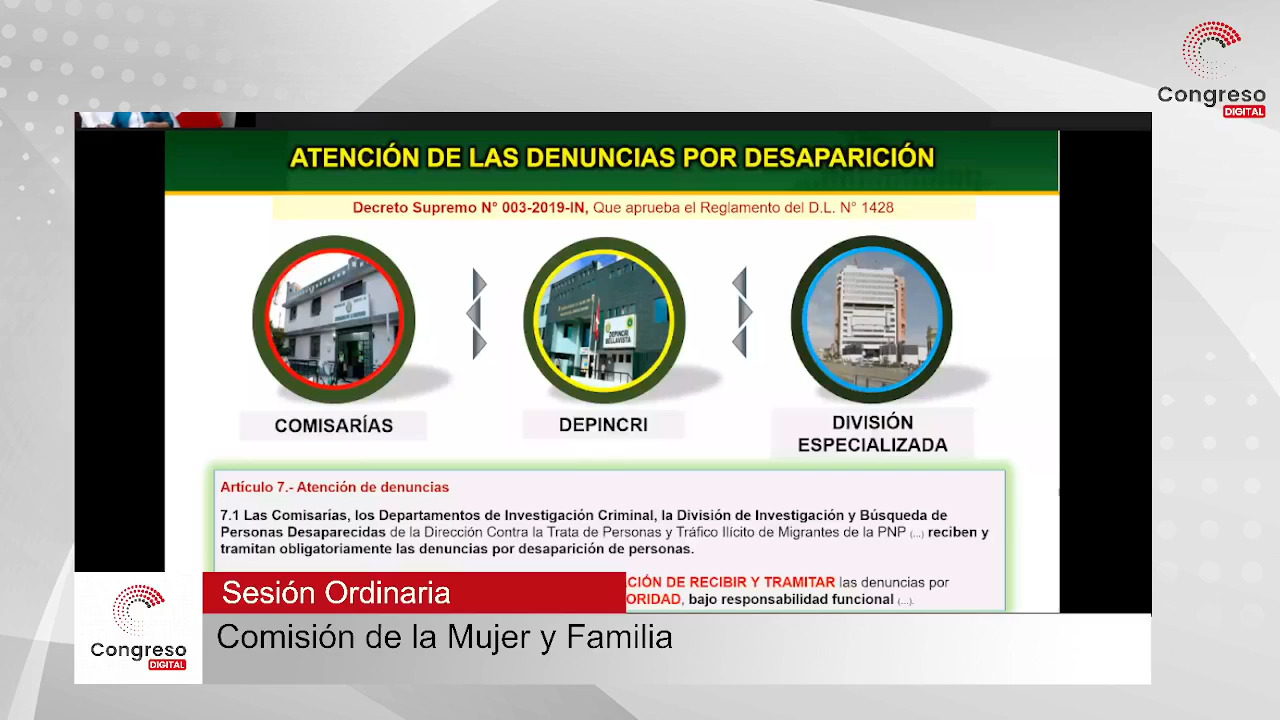 Congreso
DIGITAL
ATENCIÓN DE LAS DENUNCIAS POR DESAPARICIÓN
Decreto Supremo N° 003-2019-IN, Que aprueba el Reglamento del D.L. N° 1428
DEPINCRI
BELLAVISTA
COMISARÍAS
DEPINCRI
DIVISIÓN
ESPECIALIZADA
Artículo 7.- Atención de denuncias
7.1 Las Comisarías, los Departamentos de Investigación Criminal, la División de Investigación y Búsqueda de
Personas Desaparecidas de la Dirección Contra la Trata de Personas y Tráfico Ilícito de Migrantes de la PNP (...) reciben y
tramitan obligatoriamente las denuncias por desaparición de personas.
CIÓN DE RECIBIR Y TRAMITAR las denuncias por
ORIDAD, bajo responsabilidad funcional (...).
Sesión Ordinaria
Comisión de la Mujer y Familia
Congreso
DIGITAL